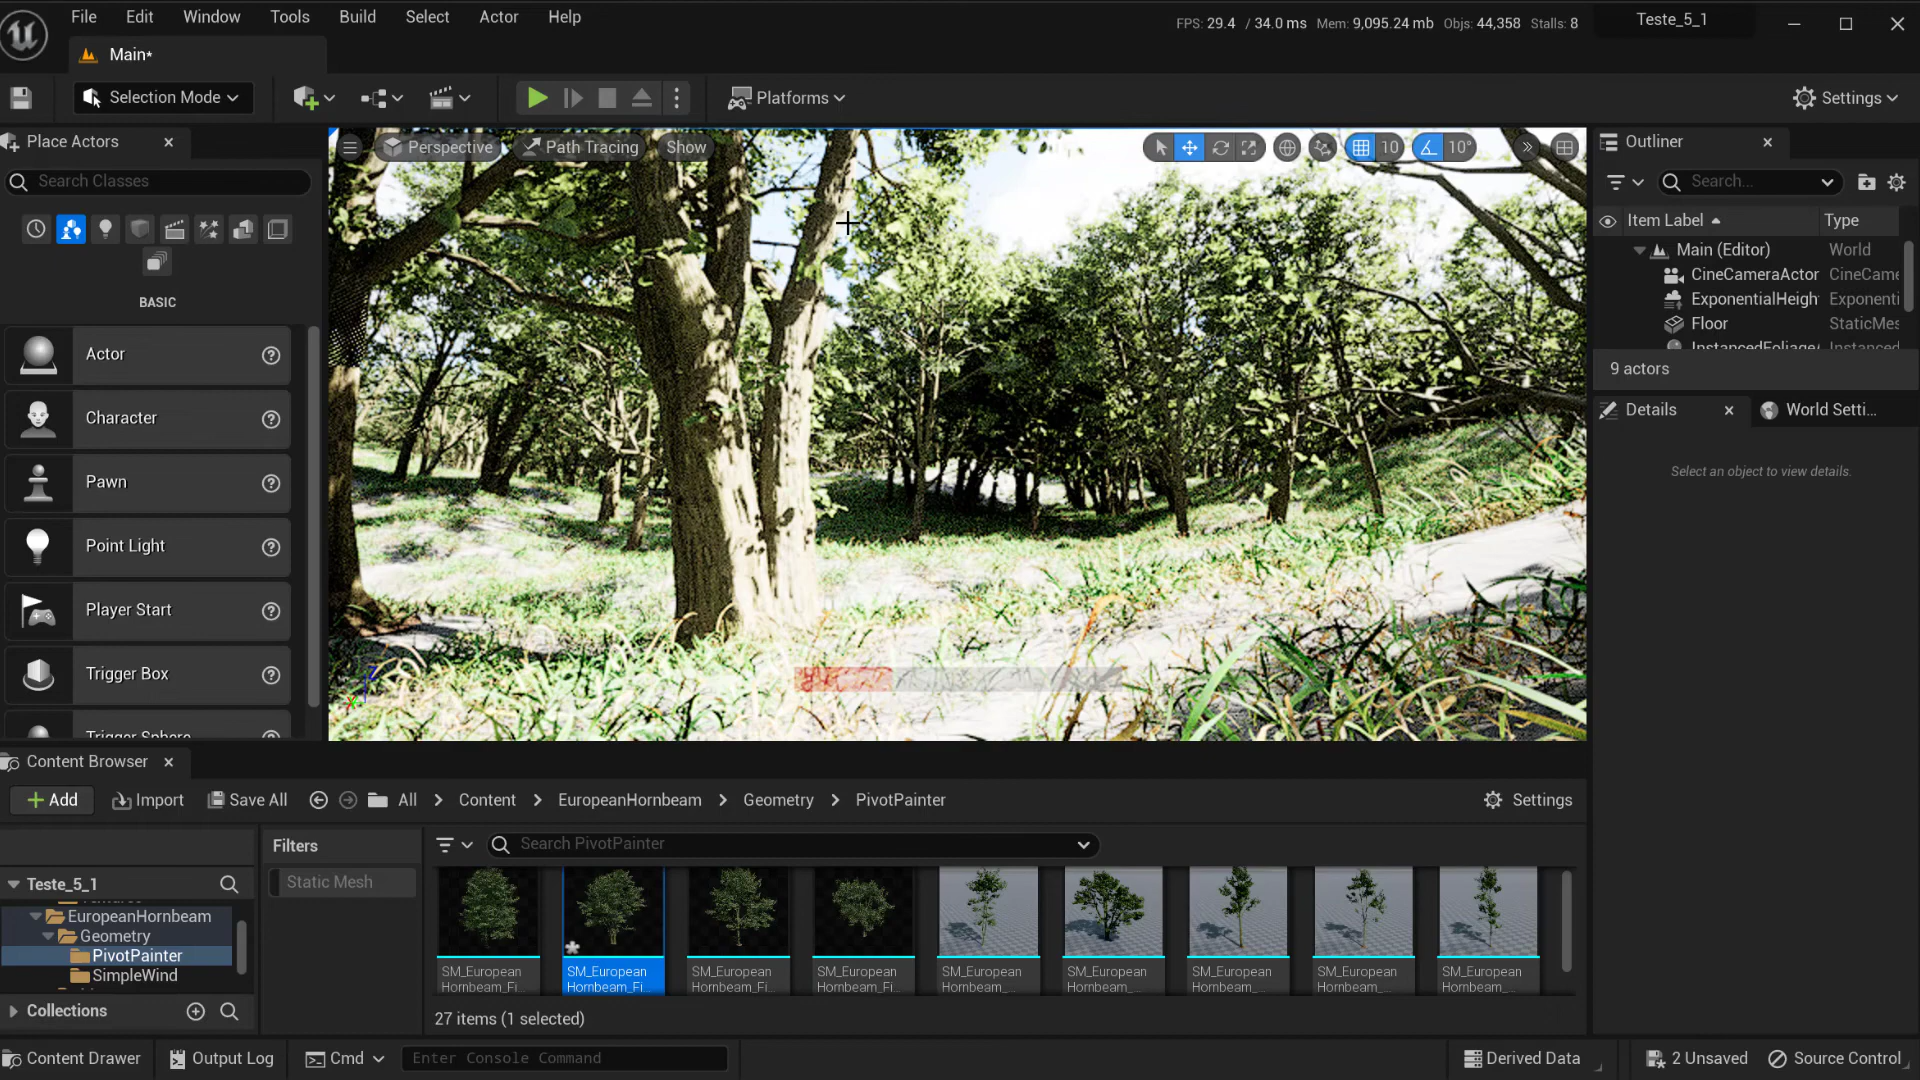 File Edit Window Tools Build Select Actor Help
FPS: 29.4 / 34.0 ms Mem: 9,095.24 mb Objs: 44,358 Stalls: 8
Teste_5_1
Main*
Selection Mode
Platforms
Settings
Place Actors
Search Classes
BASIC
Actor
Character
Pawn
Point Light
Player Start
Trigger Box
Trigger Sphere
Perspective Path Tracing Show
10 10°
Outliner
Search...
Item Label Type
Main (Editor) World
CineCameraActor CineCame
ExponentialHeigh Exponenti
Floor StaticMes
InstancedFoliage Instanced
9 actors
Details World Setti...
Select an object to view details.
Content Browser
Add Import Save All All Content EuropeanHornbeam Geometry PivotPainter Settings
Teste_5_1
EuropeanHornbeam
Geometry
PivotPainter
SimpleWind
Collections
Filters
Static Mesh
Search PivotPainter
SM_European Hornbeam_Fi...
SM_European Hornbeam_Fi...
SM_European Hornbeam_Fi...
SM_European Hornbeam_Fi...
SM_European Hornbeam_...
SM_European Hornbeam_...
SM_European Hornbeam_...
SM_European Hornbeam_...
SM_European Hornbeam_...
27 items (1 selected)
Content Drawer Output Log Cmd Enter Console Command Derived Data 2 Unsaved Source Control